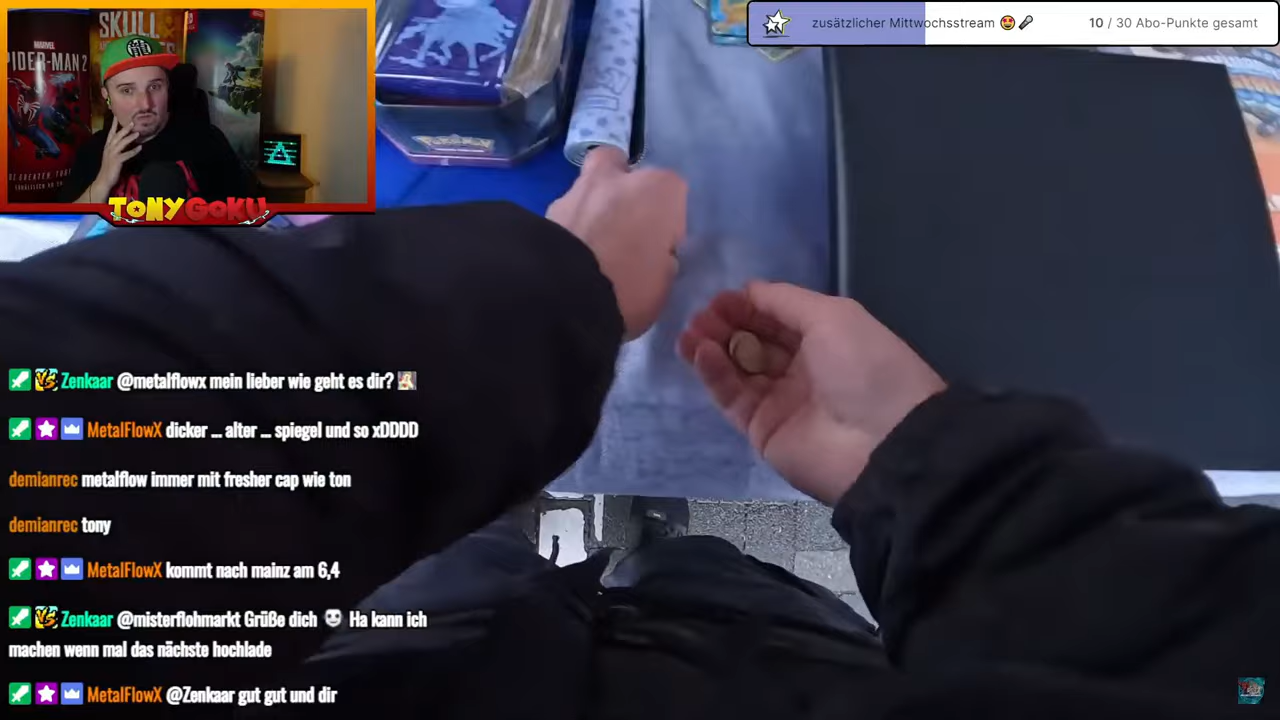 zusätzlicher Mittwochsstream 🤩 🎤 10 / 30 Abo-Punkte gesamt
MARVEL
SPIDER-MAN 2
SKULL
POKéMON
TONYGOKU
Zenkaar @metalflowx mein lieber wie geht es dir?
MetalFlowX dicker ... alter ... spiegel und so xDDDD
demianrec metalflow immer mit fresher cap wie ton
demianrec tony
MetalFlowX kommt nach mainz am 6,4
Zenkaar @misterflohmarkt Grüße dich Ha kann ich
machen wenn mal das nächste hochlade
MetalFlowX @Zenkaar gut gut und dir